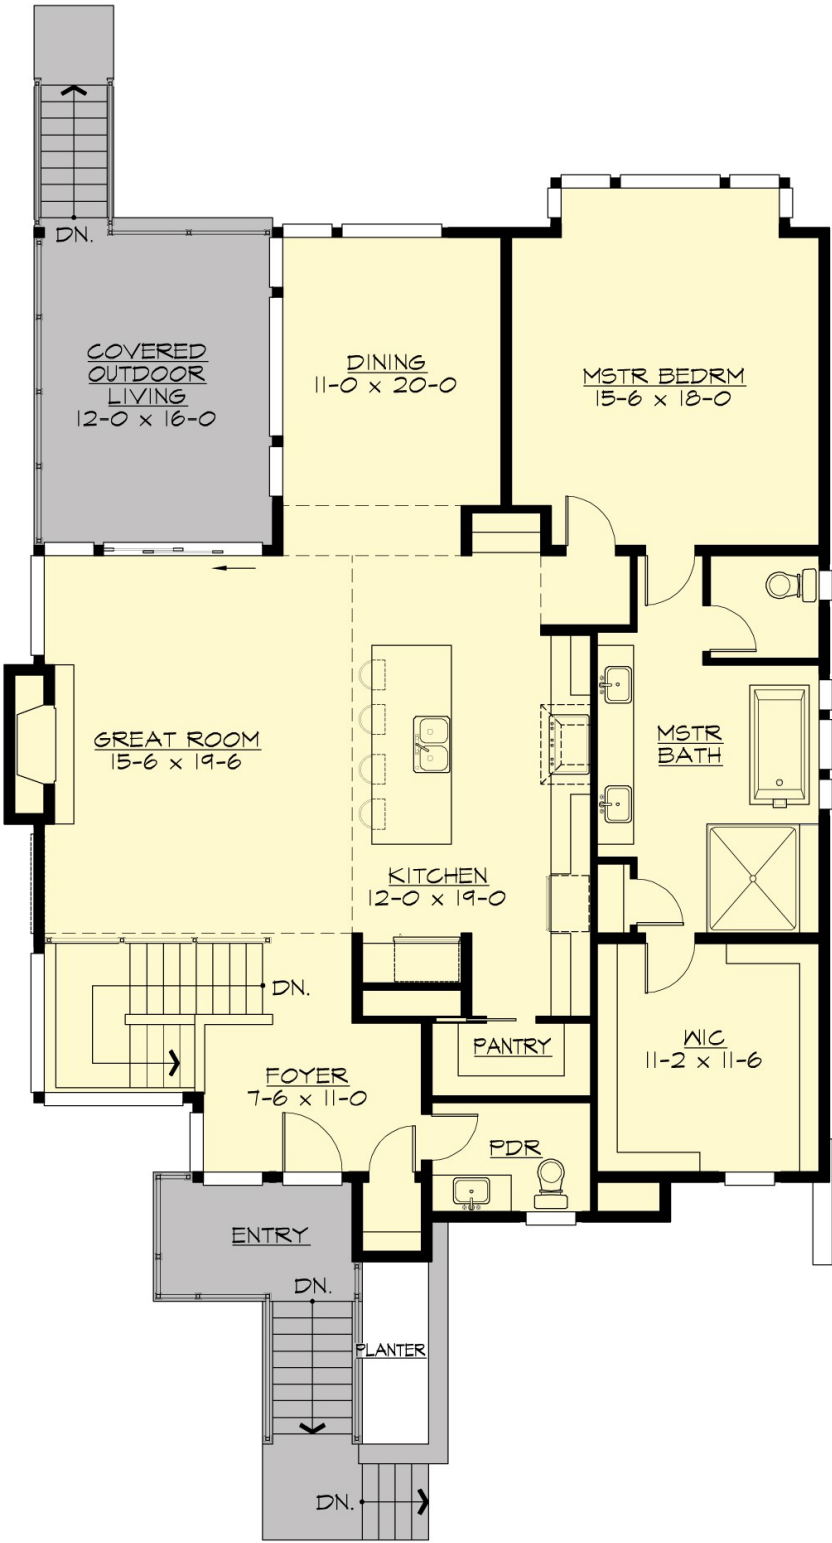 DN.
COVERED
OUTDOOR
LIVING
12-0 x 16-0
DINING
11-0 x 20-0
MSTR BEDRM
15-6 x 18-0
GREAT ROOM
15-6 x 19-6
MSTR
BATH
KITCHEN
12-0 x 19-0
DN.
PANTRY
WIC
11-2 x 11-6
FOYER
7-6 x 11-0
PDR
ENTRY
DN.
PLANTER
DN.